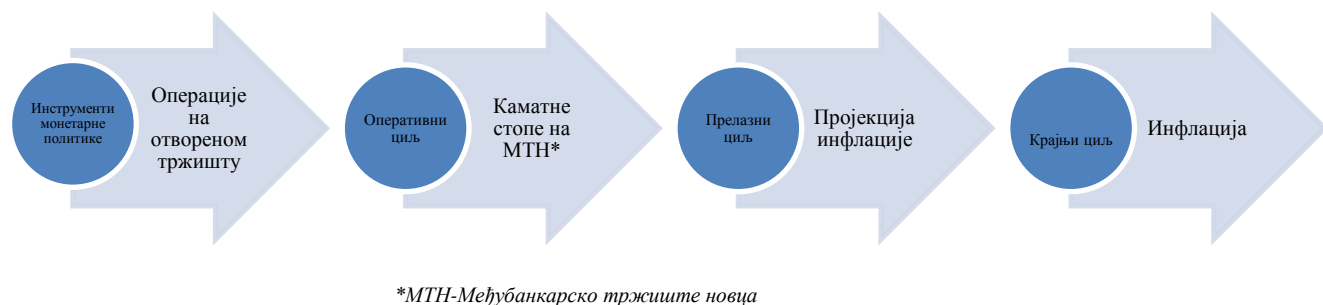 Инструменти
монетарне
политике
Операције
на
отвореном
тржишту
Оперативни
циљ
Каматне
стопе на
МТН*
Прелазни
циљ
Пројекција
инфлације
Крајњи циљ
Инфлација
*МТН-Међубанкарско тржиште новца